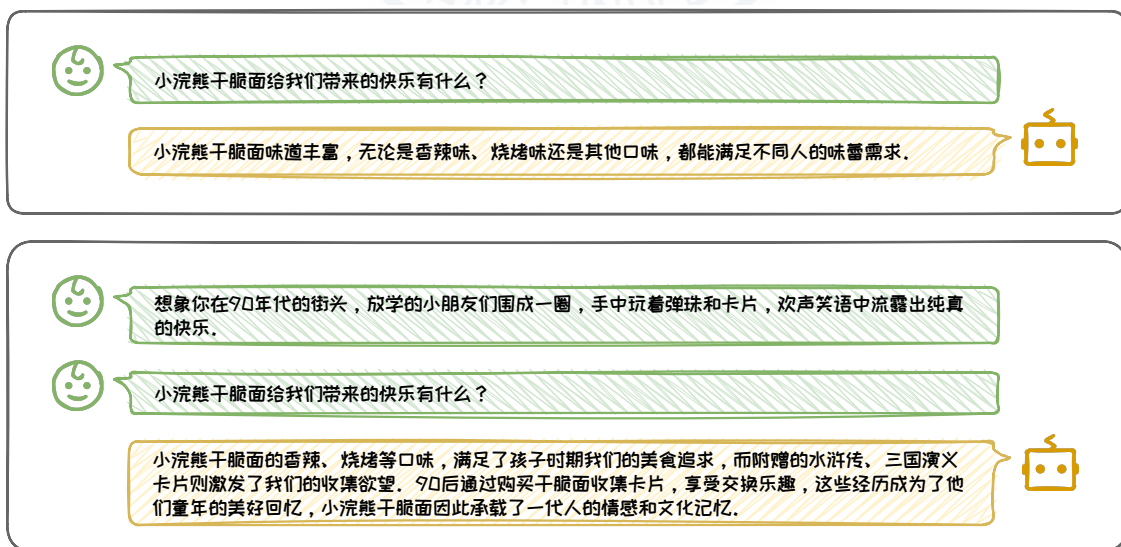 小浣熊干脆面给我们带来的快乐有什么？
小浣熊干脆面味道丰富，无论是香辣味、烧烤味还是其他口味，都能满足不同人的味蕾需求.
想象你在90年代的街头，放学的小朋友们围成一圈，手中玩着弹珠和卡片，欢声笑语中流露出纯真
的快乐.
小浣熊干脆面给我们带来的快乐有什么？
小浣熊干脆面的香辣、烧烤等口味，满足了孩子时期我们的美食追求，而附赠的水浒传、三国演义
卡片则激发了我们的收集欲望. 90后通过购买干脆面收集卡片，享受交换乐趣，这些经历成为了他
们童年的美好回忆，小浣熊干脆面因此承载了一代人的情感和文化记忆.